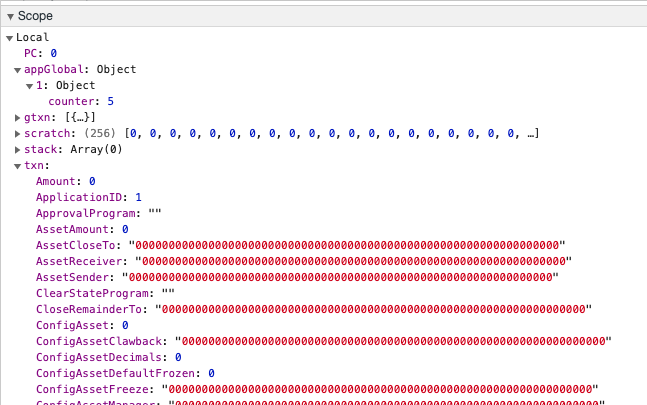 Scope
Local
PC: 0
appGlobal: Object
1: Object
counter: 5
gtxn: [{…}]
scratch: (256) [0, 0, 0, 0, 0, 0, 0, 0, 0, 0, 0, 0, 0, 0, 0, 0, 0, 0, 0, 0, …]
stack: Array(0)
txn:
Amount: 0
ApplicationID: 1
ApprovalProgram: ""
AssetAmount: 0
AssetCloseTo: "0000000000000000000000000000000000000000000000000000000000000000"
AssetReceiver: "0000000000000000000000000000000000000000000000000000000000000000"
AssetSender: "0000000000000000000000000000000000000000000000000000000000000000"
ClearStateProgram: ""
CloseRemainderTo: "0000000000000000000000000000000000000000000000000000000000000000"
ConfigAsset: 0
ConfigAssetClawback: "0000000000000000000000000000000000000000000000000000000000000000"
ConfigAssetDecimals: 0
ConfigAssetDefaultFrozen: 0
ConfigAssetFreeze: "0000000000000000000000000000000000000000000000000000000000000000"
ConfigAssetManager: "0000000000000000000000000000000000000000000000000000000000000000"